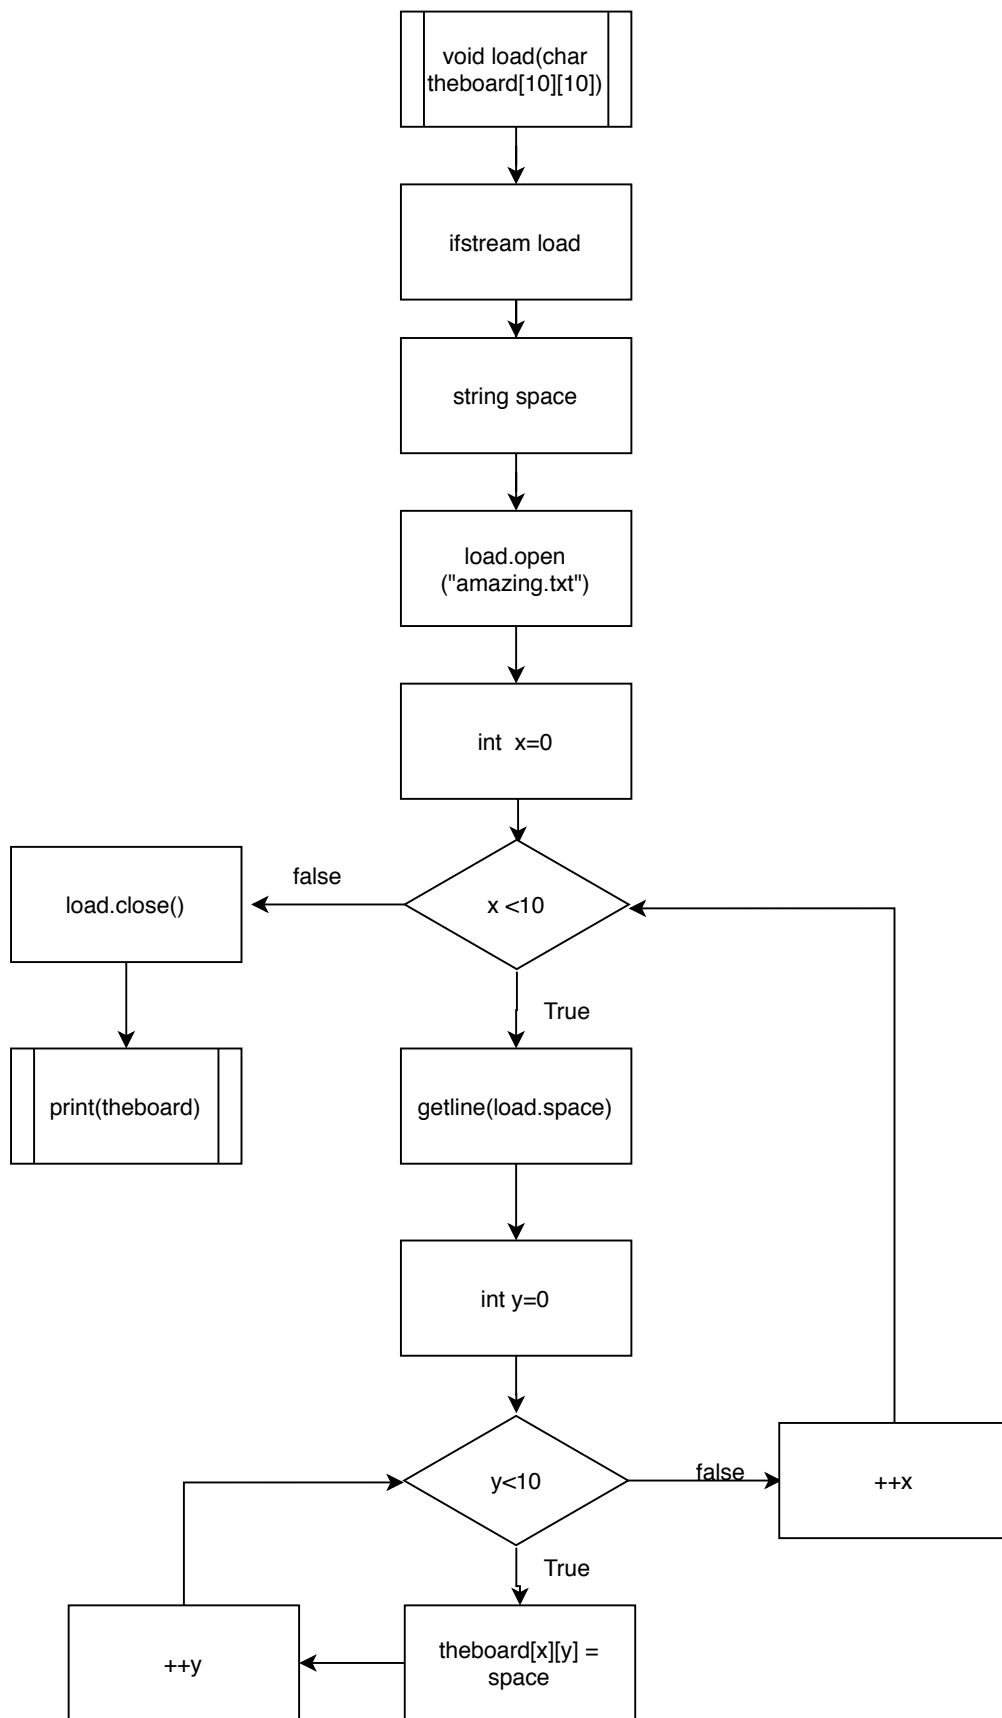 void load(char
theboard[10][10])
ifstream load
string space
load.open
("amazing.txt")
int  x=0
x <10
false
load.close()
print(theboard)
True
getline(load.space)
int y=0
y<10
false
++x
True
theboard[x][y] =
space
++y